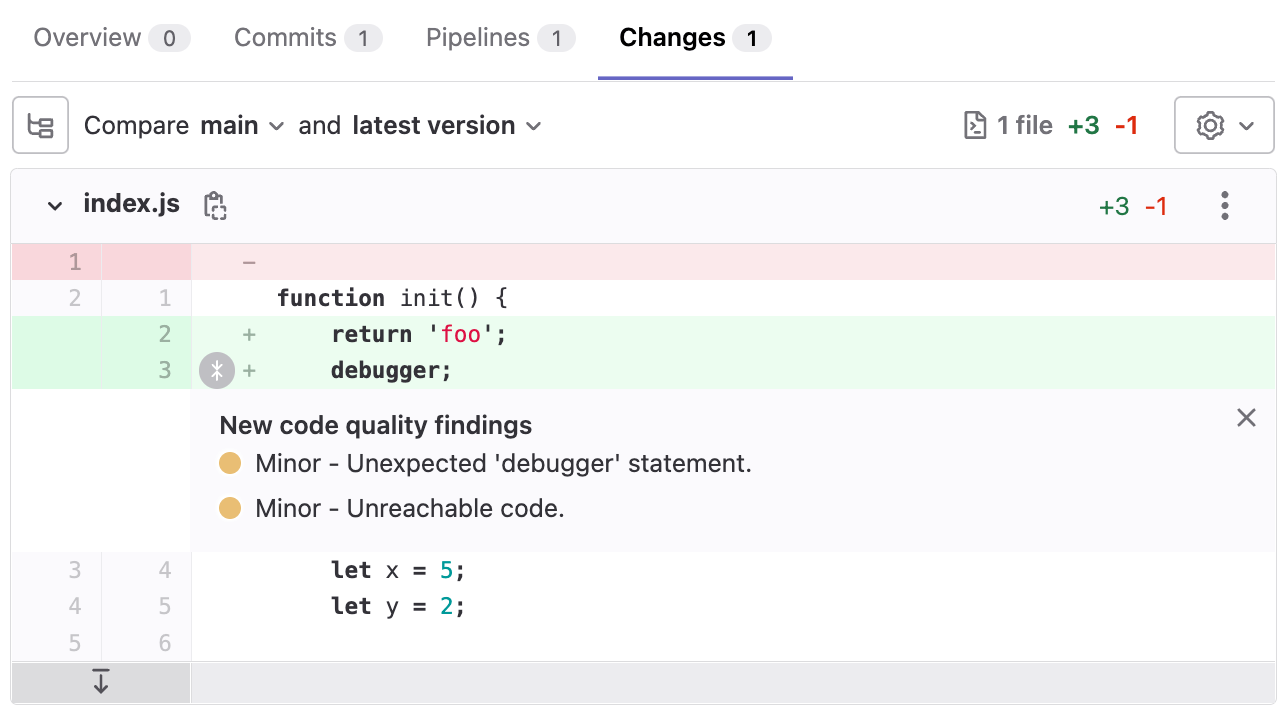 Overview 0 Commits 1 Pipelines 1 Changes 1
Compare main and latest version 1 file +3 -1
index.js +3 -1
1 −
2 1 function init() {
2 + return 'foo';
3 + debugger;
New code quality findings
Minor - Unexpected 'debugger' statement.
Minor - Unreachable code.
3 4 let x = 5;
4 5 let y = 2;
5 6